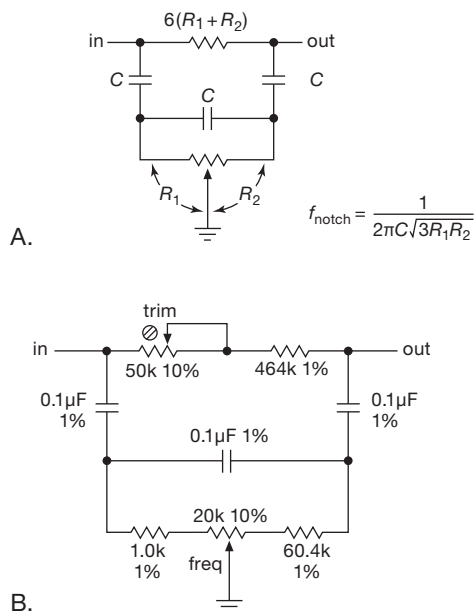 6(R₁ + R₂)
in
out
C
C
C
R₁
R₂
f_notch = 1 / 2πC√3R₁R₂
A.
trim
in
out
50k 10%
464k 1%
0.1µF
1%
0.1µF
1%
0.1µF 1%
20k 10%
1.0k
1%
freq
60.4k
1%
B.